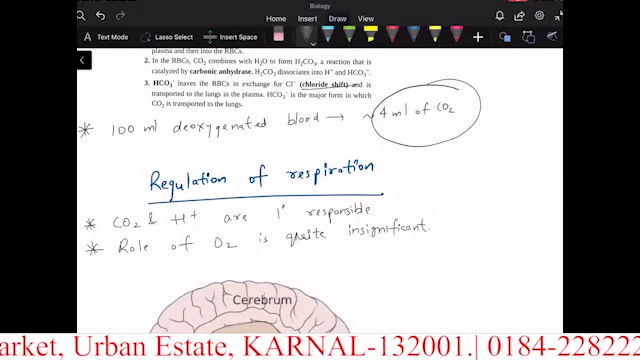 Biology
Text Mode
Lasso Select
Insert Space
plasma and then into the RBCs.
2. In the RBCs, CO2 combines with H2O to form H2CO3, a reaction that is
catalyzed by carbonic anhydrase. H2CO3 dissociates into H+ and HCO3−.
3. HCO3− leaves the RBCs in exchange for Cl− (chloride shift) and is
transported to the lungs in the plasma. HCO3− is the major form in which
CO2 is transported to the lungs.
* 100 ml deoxygenated blood → ~ 4 ml of CO2
Regulation of respiration
* CO2 & H+ are 1° responsible
* Role of O2 is quite insignificant.
Cerebrum
arket, Urban Estate, KARNAL-132001.| 0184-228222